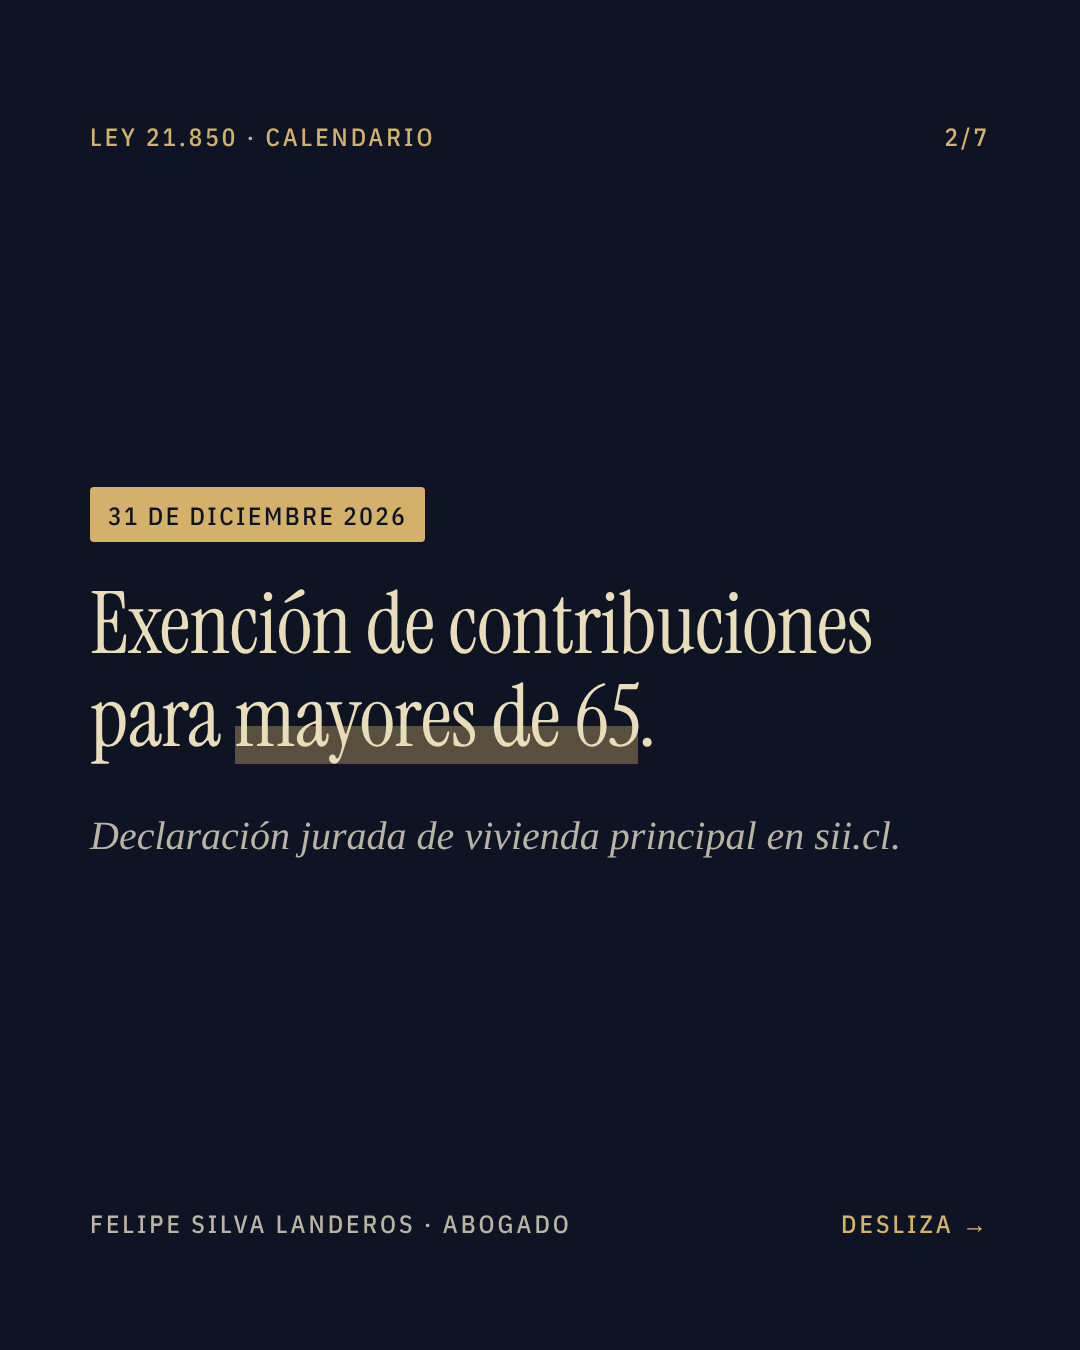 LEY 21.850 · CALENDARIO
2/7
31 DE DICIEMBRE 2026
Exención de contribuciones
para mayores de 65.
Declaración jurada de vivienda principal en sii.cl.
FELIPE SILVA LANDEROS · ABOGADO
DESLIZA →